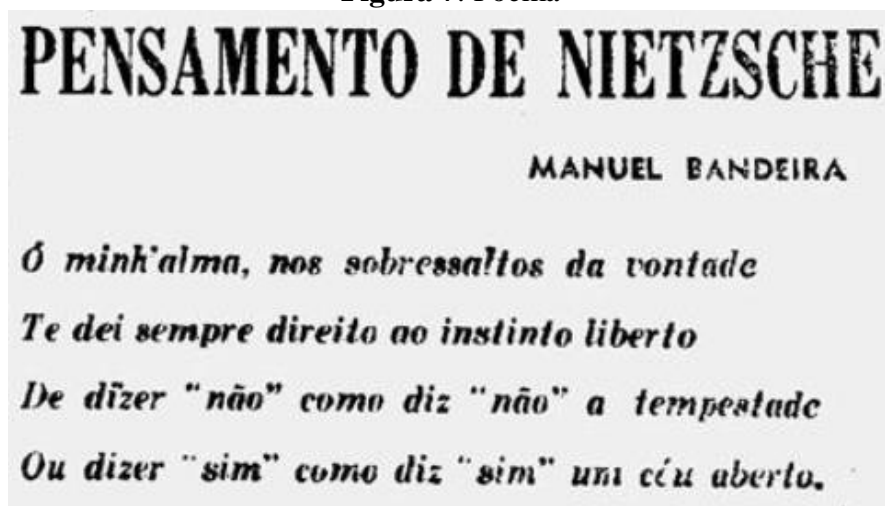 PENSAMENTO DE NIETZSCHE
MANUEL BANDEIRA
Ó minh'alma, nos sobressaltos da vontade
Te dei sempre direito ao instinto liberto
De dizer "não" como diz "não" a tempestade
Ou dizer "sim" como diz "sim" um céu aberto.